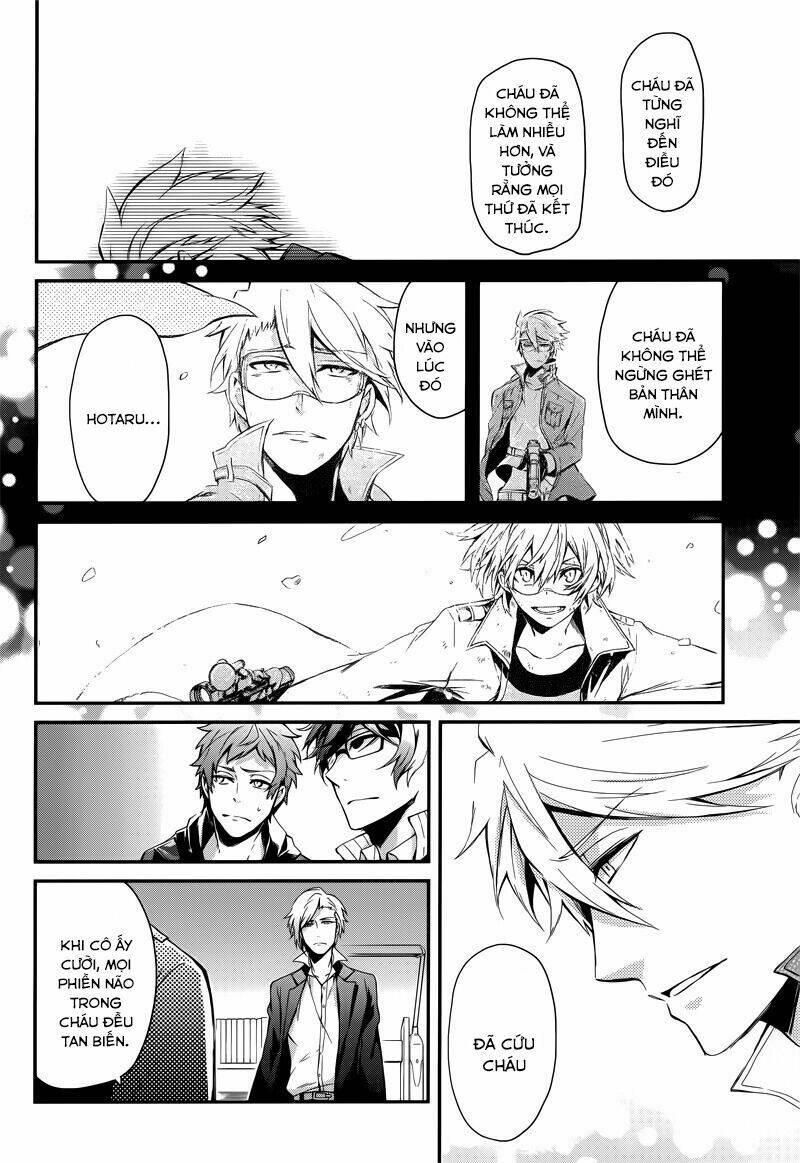 CHÁU ĐÃ
TỪNG
NGHĨ
ĐẾN
ĐIỀU
ĐÓ
CHÁU ĐÃ
KHÔNG THỂ
LÀM NHIỀU
HƠN, VÀ
TƯỞNG
RẰNG MỌI
THỨ ĐÃ KẾT
THÚC.
CHÁU ĐÃ
KHÔNG THỂ
NGỪNG GHÉT
BẢN THÂN
MÌNH.
NHƯNG
VÀO
LÚC
ĐÓ
HOTARU...
ĐÃ CỨU
CHÁU
KHI CÔ ẤY
CƯỜI, MỌI
PHIỀN NÃO
TRONG
CHÁU ĐỀU
TAN BIẾN.